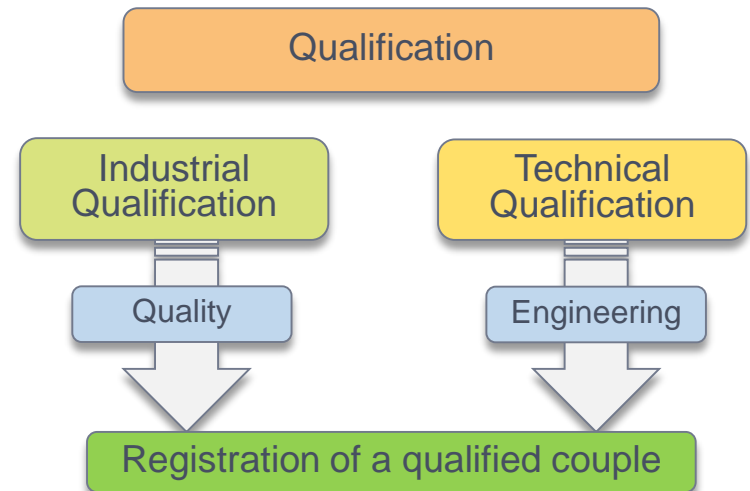 Qualification
Industrial
Qualification
Technical
Qualification
Quality
Engineering
Registration of a qualified couple